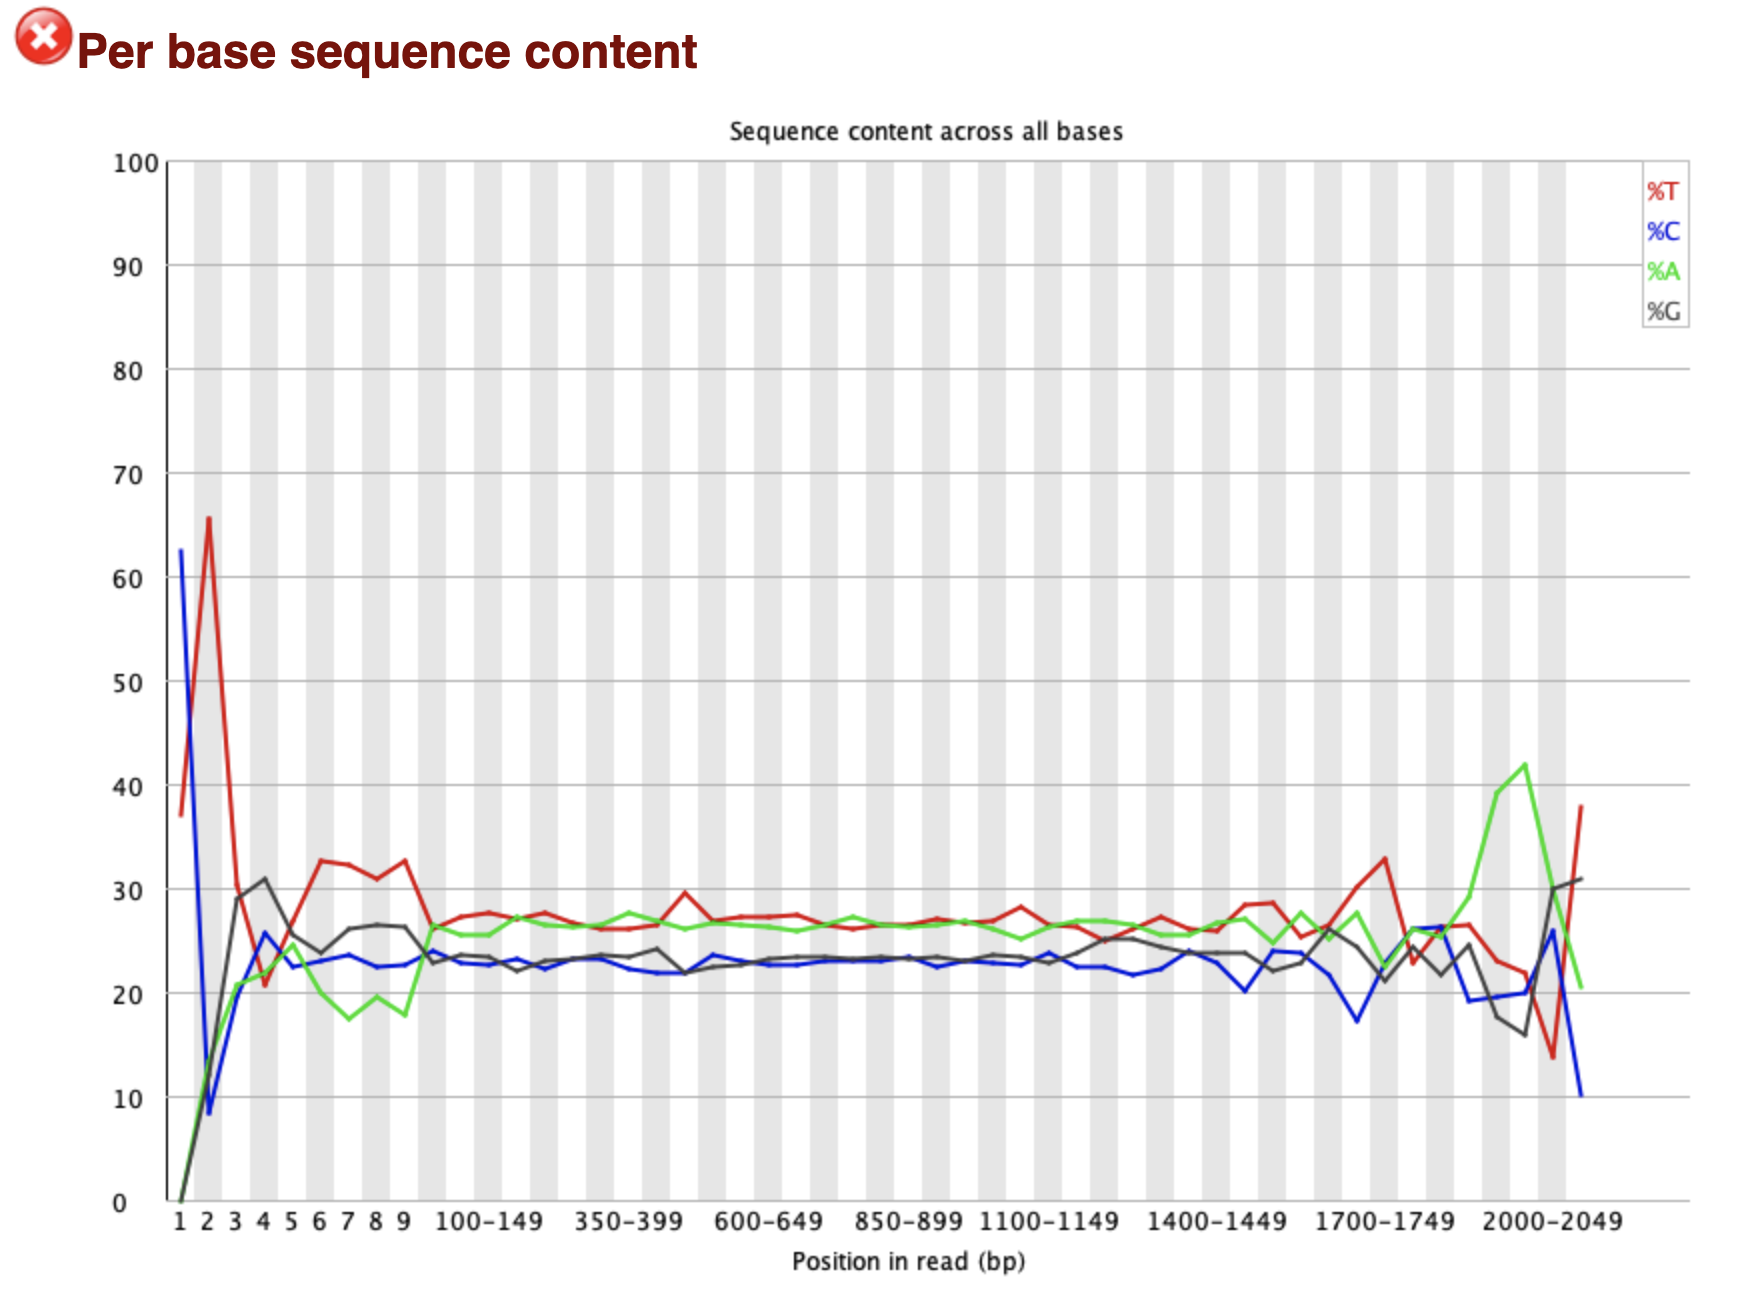 Per base sequence content
Sequence content across all bases
100
90
80
70
60
50
40
30
20
10
0
%T
%C
%A
%G
1 2 3 4 5 6 7 8 9 100-149 350-399 600-649 850-899 1100-1149 1400-1449 1700-1749 2000-2049
Position in read (bp)